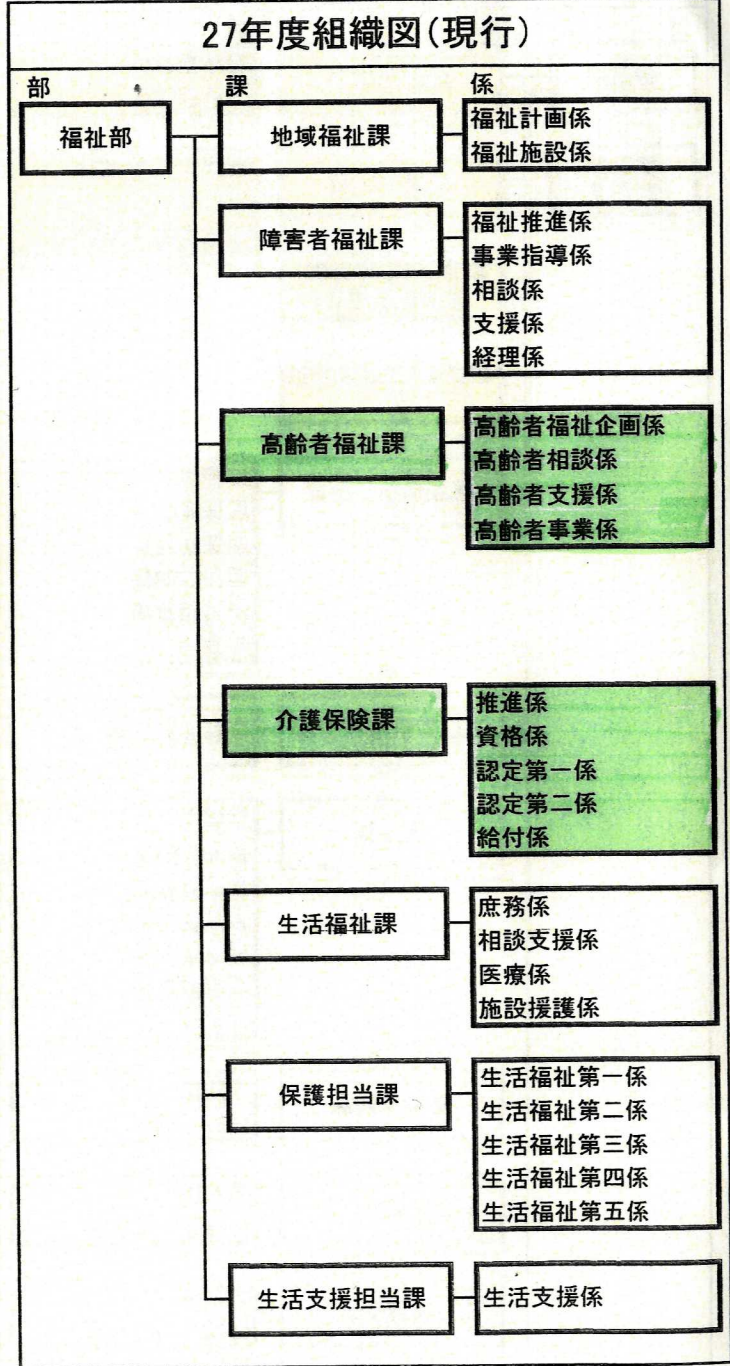 27年度組織図(現行)
部 課 係
福祉部
地域福祉課
福祉計画係
福祉施設係
障害者福祉課
福祉推進係
事業指導係
相談係
支援係
経理係
高齢者福祉課
高齢者福祉企画係
高齢者相談係
高齢者支援係
高齢者事業係
介護保険課
推進係
資格係
認定第一係
認定第二係
給付係
生活福祉課
庶務係
相談支援係
医療係
施設援護係
保護担当課
生活福祉第一係
生活福祉第二係
生活福祉第三係
生活福祉第四係
生活福祉第五係
生活支援担当課
生活支援係